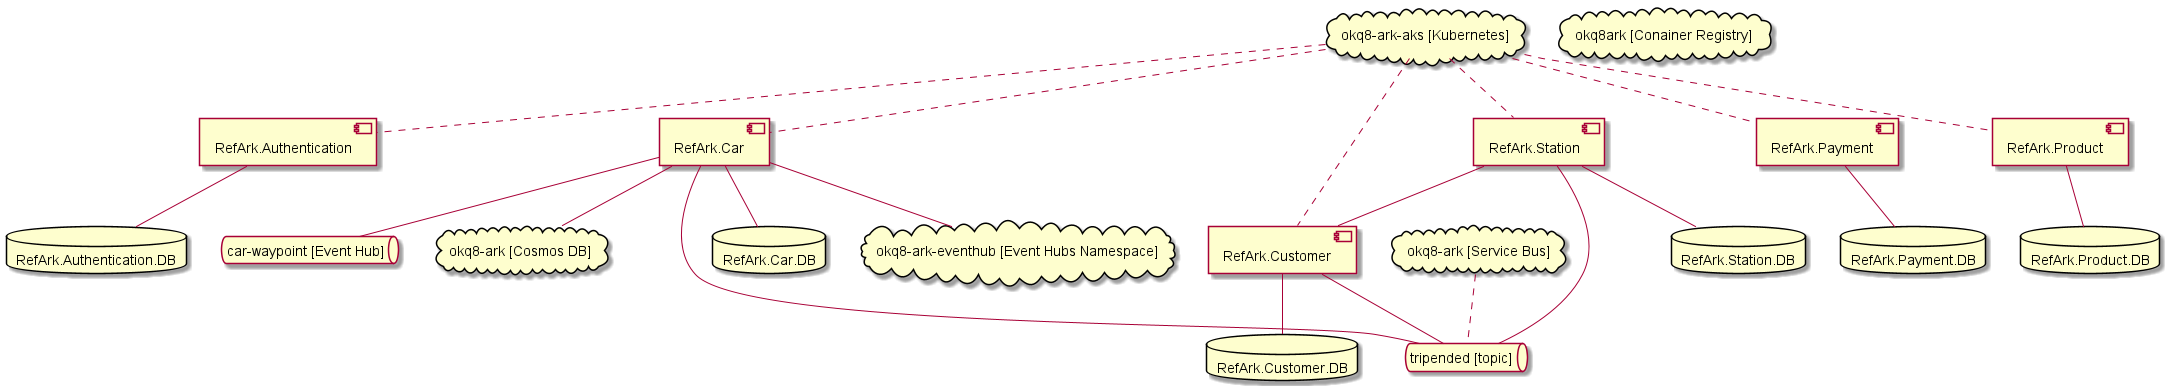 okq8-ark-aks [Kubernetes]
okq8ark [Conainer Registry]
RefArk.Authentication
RefArk.Car
RefArk.Station
RefArk.Payment
RefArk.Product
RefArk.Authentication.DB
car-waypoint [Event Hub]
okq8-ark [Cosmos DB]
RefArk.Car.DB
okq8-ark-eventhub [Event Hubs Namespace]
RefArk.Customer
okq8-ark [Service Bus]
RefArk.Station.DB
RefArk.Payment.DB
RefArk.Product.DB
RefArk.Customer.DB
tripended [topic]